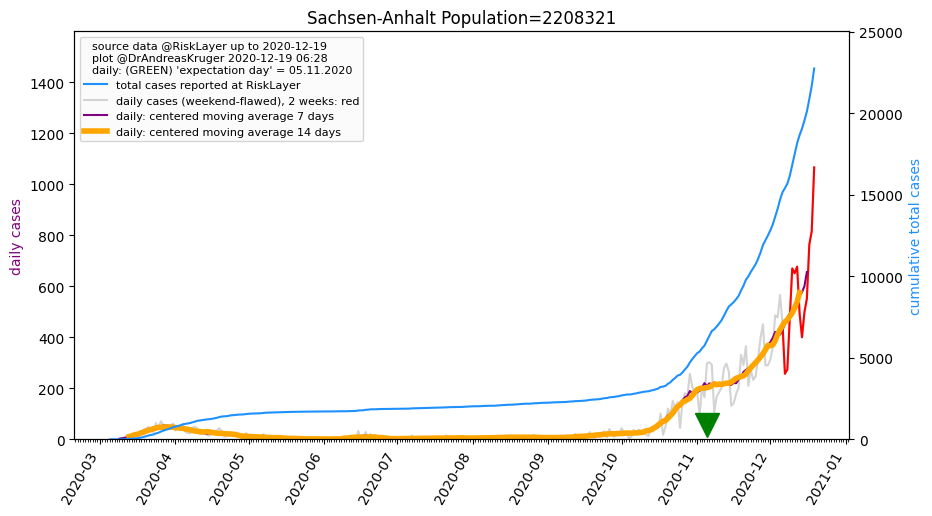 Sachsen-Anhalt Population=2208321
source data @RiskLayer up to 2020-12-19
plot @DrAndreasKruger 2020-12-19 06:28
daily: (GREEN) 'expectation day' = 05.11.2020
total cases reported at RiskLayer
daily cases (weekend-flawed), 2 weeks: red
daily: centered moving average 7 days
daily: centered moving average 14 days
daily cases
1400
1200
1000
800
600
400
200
0
25000
20000
15000
10000
5000
0
cumulative total cases
2020-03
2020-04
2020-05
2020-06
2020-07
2020-08
2020-09
2020-10
2020-11
2020-12
2021-01